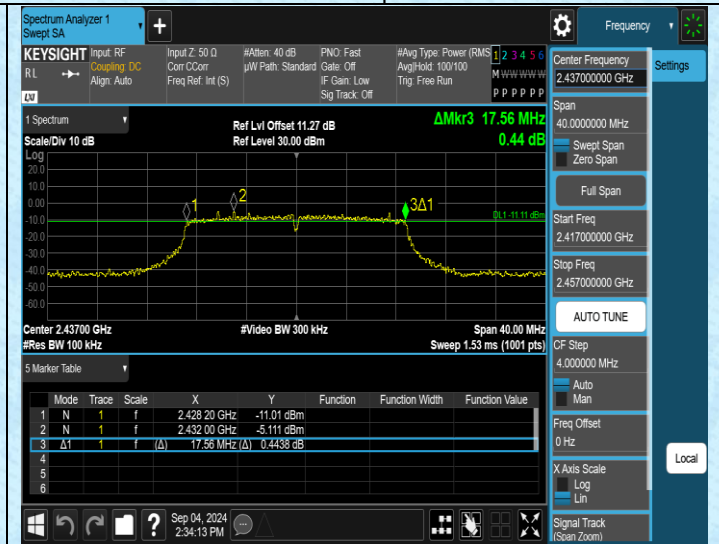 Spectrum Analyzer 1
Swept SA
+
Frequency
KEYSIGHT
RL
LXI
Input: RF
Coupling: DC
Align: Auto
Input Z: 50 Ω
Corr CCorr
Freq Ref: Int (S)
#Atten: 40 dB
µW Path: Standard
PNO: Fast
Gate: Off
IF Gain: Low
Sig Track: Off
#Avg Type: Power (RMS
Avg|Hold: 100/100
Trig: Free Run
1 2 3 4 5 6
M W W W W W
P P P P P P
1 Spectrum
Scale/Div 10 dB
Ref Lvl Offset 11.27 dB
Ref Level 30.00 dBm
ΔMkr3 17.56 MHz
0.44 dB
Log
20.0
10.0
0.00
-10.0
-20.0
-30.0
-40.0
-50.0
-60.0
1
2
3Δ1
DL1 -11.11 dBm
Center 2.43700 GHz
#Res BW 100 kHz
#Video BW 300 kHz
Span 40.00 MHz
Sweep 1.53 ms (1001 pts)
5 Marker Table
Mode Trace Scale X Y Function Function Width Function Value
1 N 1 f 2.428 20 GHz -11.01 dBm
2 N 1 f 2.432 00 GHz -5.111 dBm
3 Δ1 1 f (Δ) 17.56 MHz (Δ) 0.4438 dB
4
5
6
?
Sep 04, 2024
2:34:13 PM
Center Frequency
2.437000000 GHz
Span
40.0000000 MHz
Swept Span
Zero Span
Full Span
Start Freq
2.417000000 GHz
Stop Freq
2.457000000 GHz
AUTO TUNE
CF Step
4.000000 MHz
Auto
Man
Freq Offset
0 Hz
X Axis Scale
Log
Lin
Signal Track
(Span Zoom)
Settings
Local